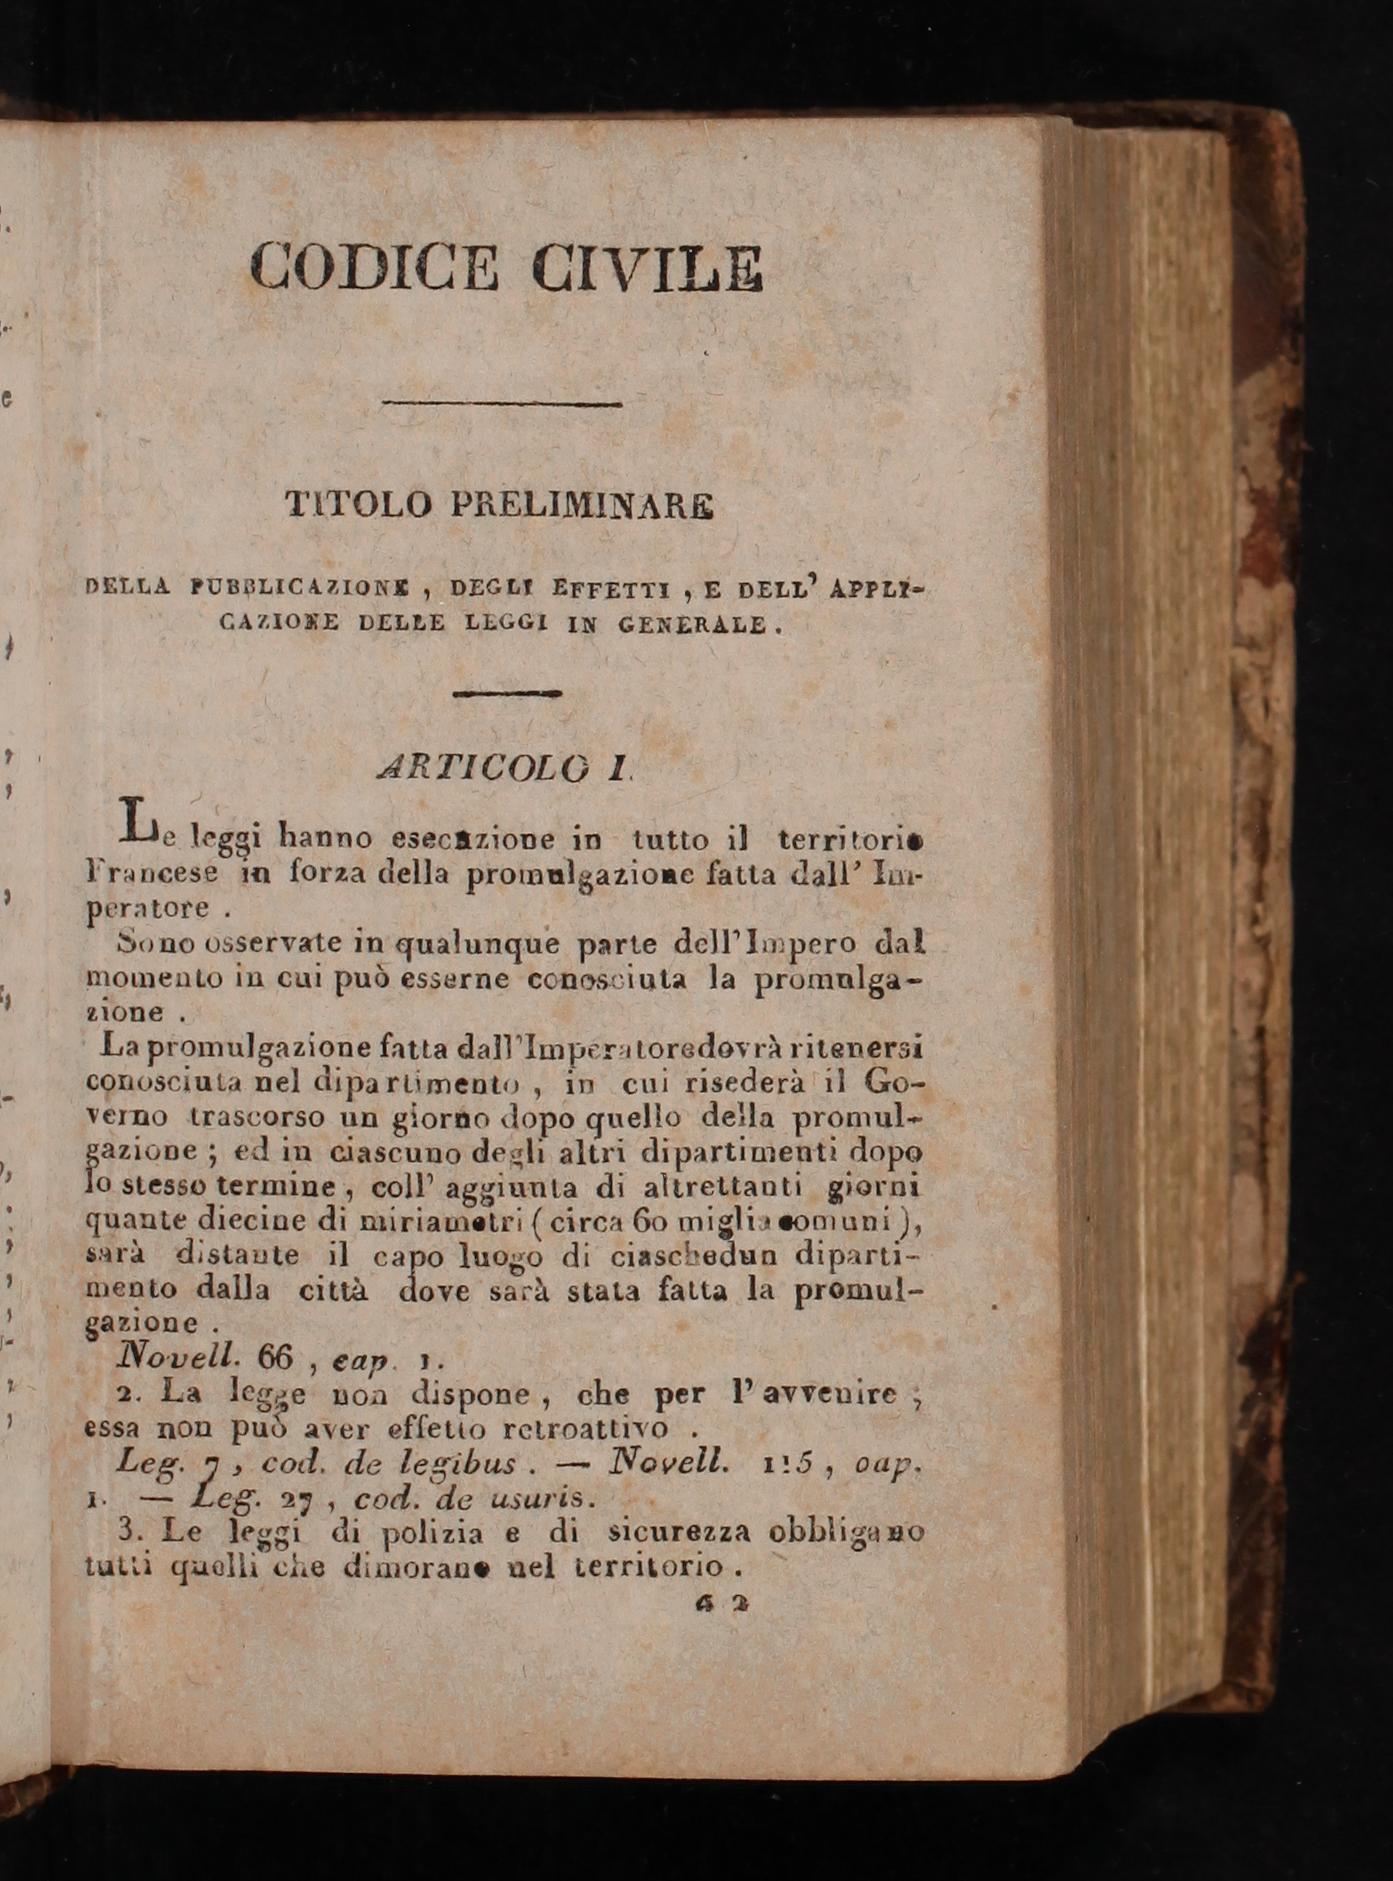 CODICE CIVILE
TITOLO PRELIMINARE
DELLA PUBBLICAZIONE , DEGLI EFFETTI , E DELL' APPLI-
CAZIONE DELLE LEGGI IN GENERALE .
ARTICOLO I.
Le leggi hanno esecuzione in tutto il territorio
Francese in forza della promulgazione fatta dall' Im-
peratore .
Sono osservate in qualunque parte dell'Impero dal
momento in cui può esserne conosciuta la promulga-
zione .
La promulgazione fatta dall'Imperatoredovrà ritenersi
conosciuta nel dipartimento , in cui risederà il Go-
verno trascorso un giorno dopo quello della promul-
gazione ; ed in ciascuno degli altri dipartimenti dopo
lo stesso termine , coll' aggiunta di altrettanti giorni
quante diecine di miriametri ( circa 60 miglia comuni ),
sarà distante il capo luogo di ciaschedun diparti-
mento dalla città dove sarà stata fatta la promul-
gazione .
Novell. 66 , cap. 1.
2. La legge non dispone , che per l' avvenire ;
essa non può aver effetto retroattivo .
Leg. 7 , cod. de legibus . — Novell. 115 , cap.
1. — Leg. 27 , cod. de usuris.
3. Le leggi di polizia e di sicurezza obbligano
tutti quelli che dimorano nel territorio .
2